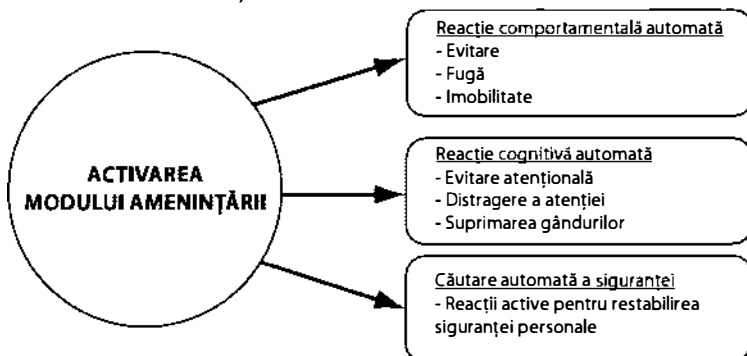 Reacție comportamentală automată
- Evitare
- Fugă
- Imobilitate
ACTIVAREA
MODULUI AMENINȚĂRII
Reacție cognitivă automată
- Evitare atențională
- Distragere a atenției
- Suprimarea gândurilor
Căutare automată a siguranței
- Reacții active pentru restabilirea
siguranței personale